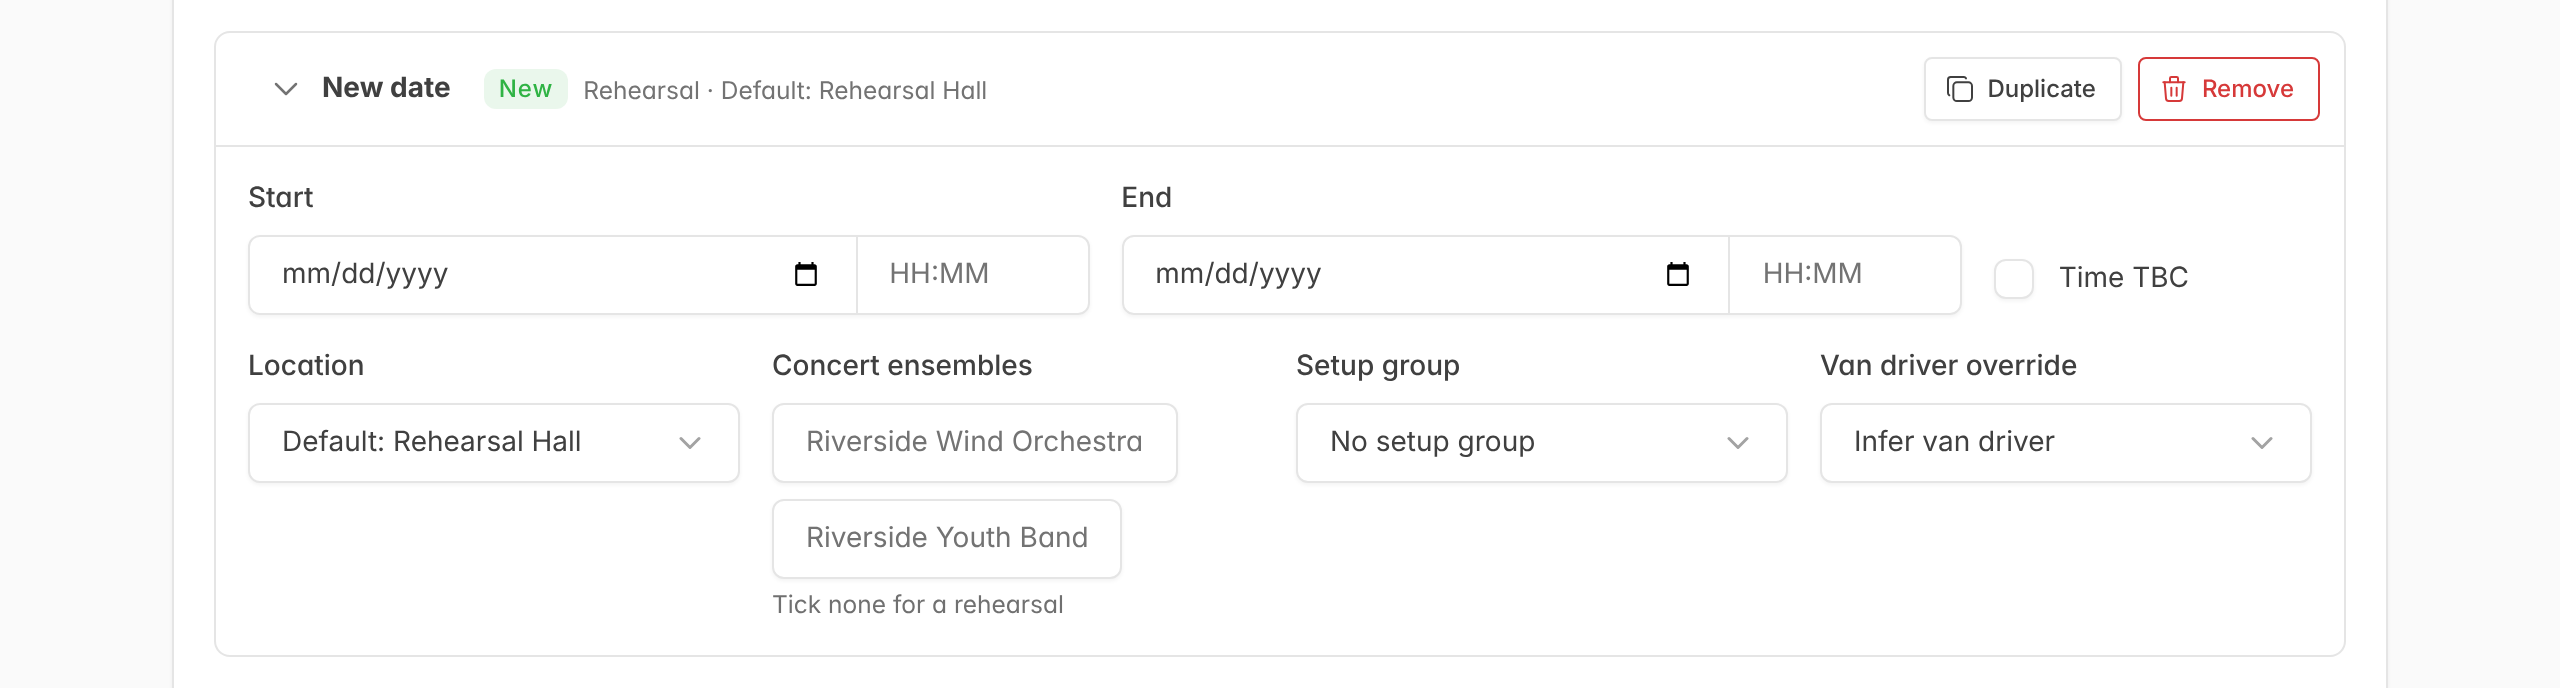 New date New Rehearsal · Default: Rehearsal Hall Duplicate Remove
Start End
mm/dd/yyyy HH:MM mm/dd/yyyy HH:MM Time TBC
Location Concert ensembles Setup group Van driver override
Default: Rehearsal Hall Riverside Wind Orchestra No setup group Infer van driver
Riverside Youth Band
Tick none for a rehearsal